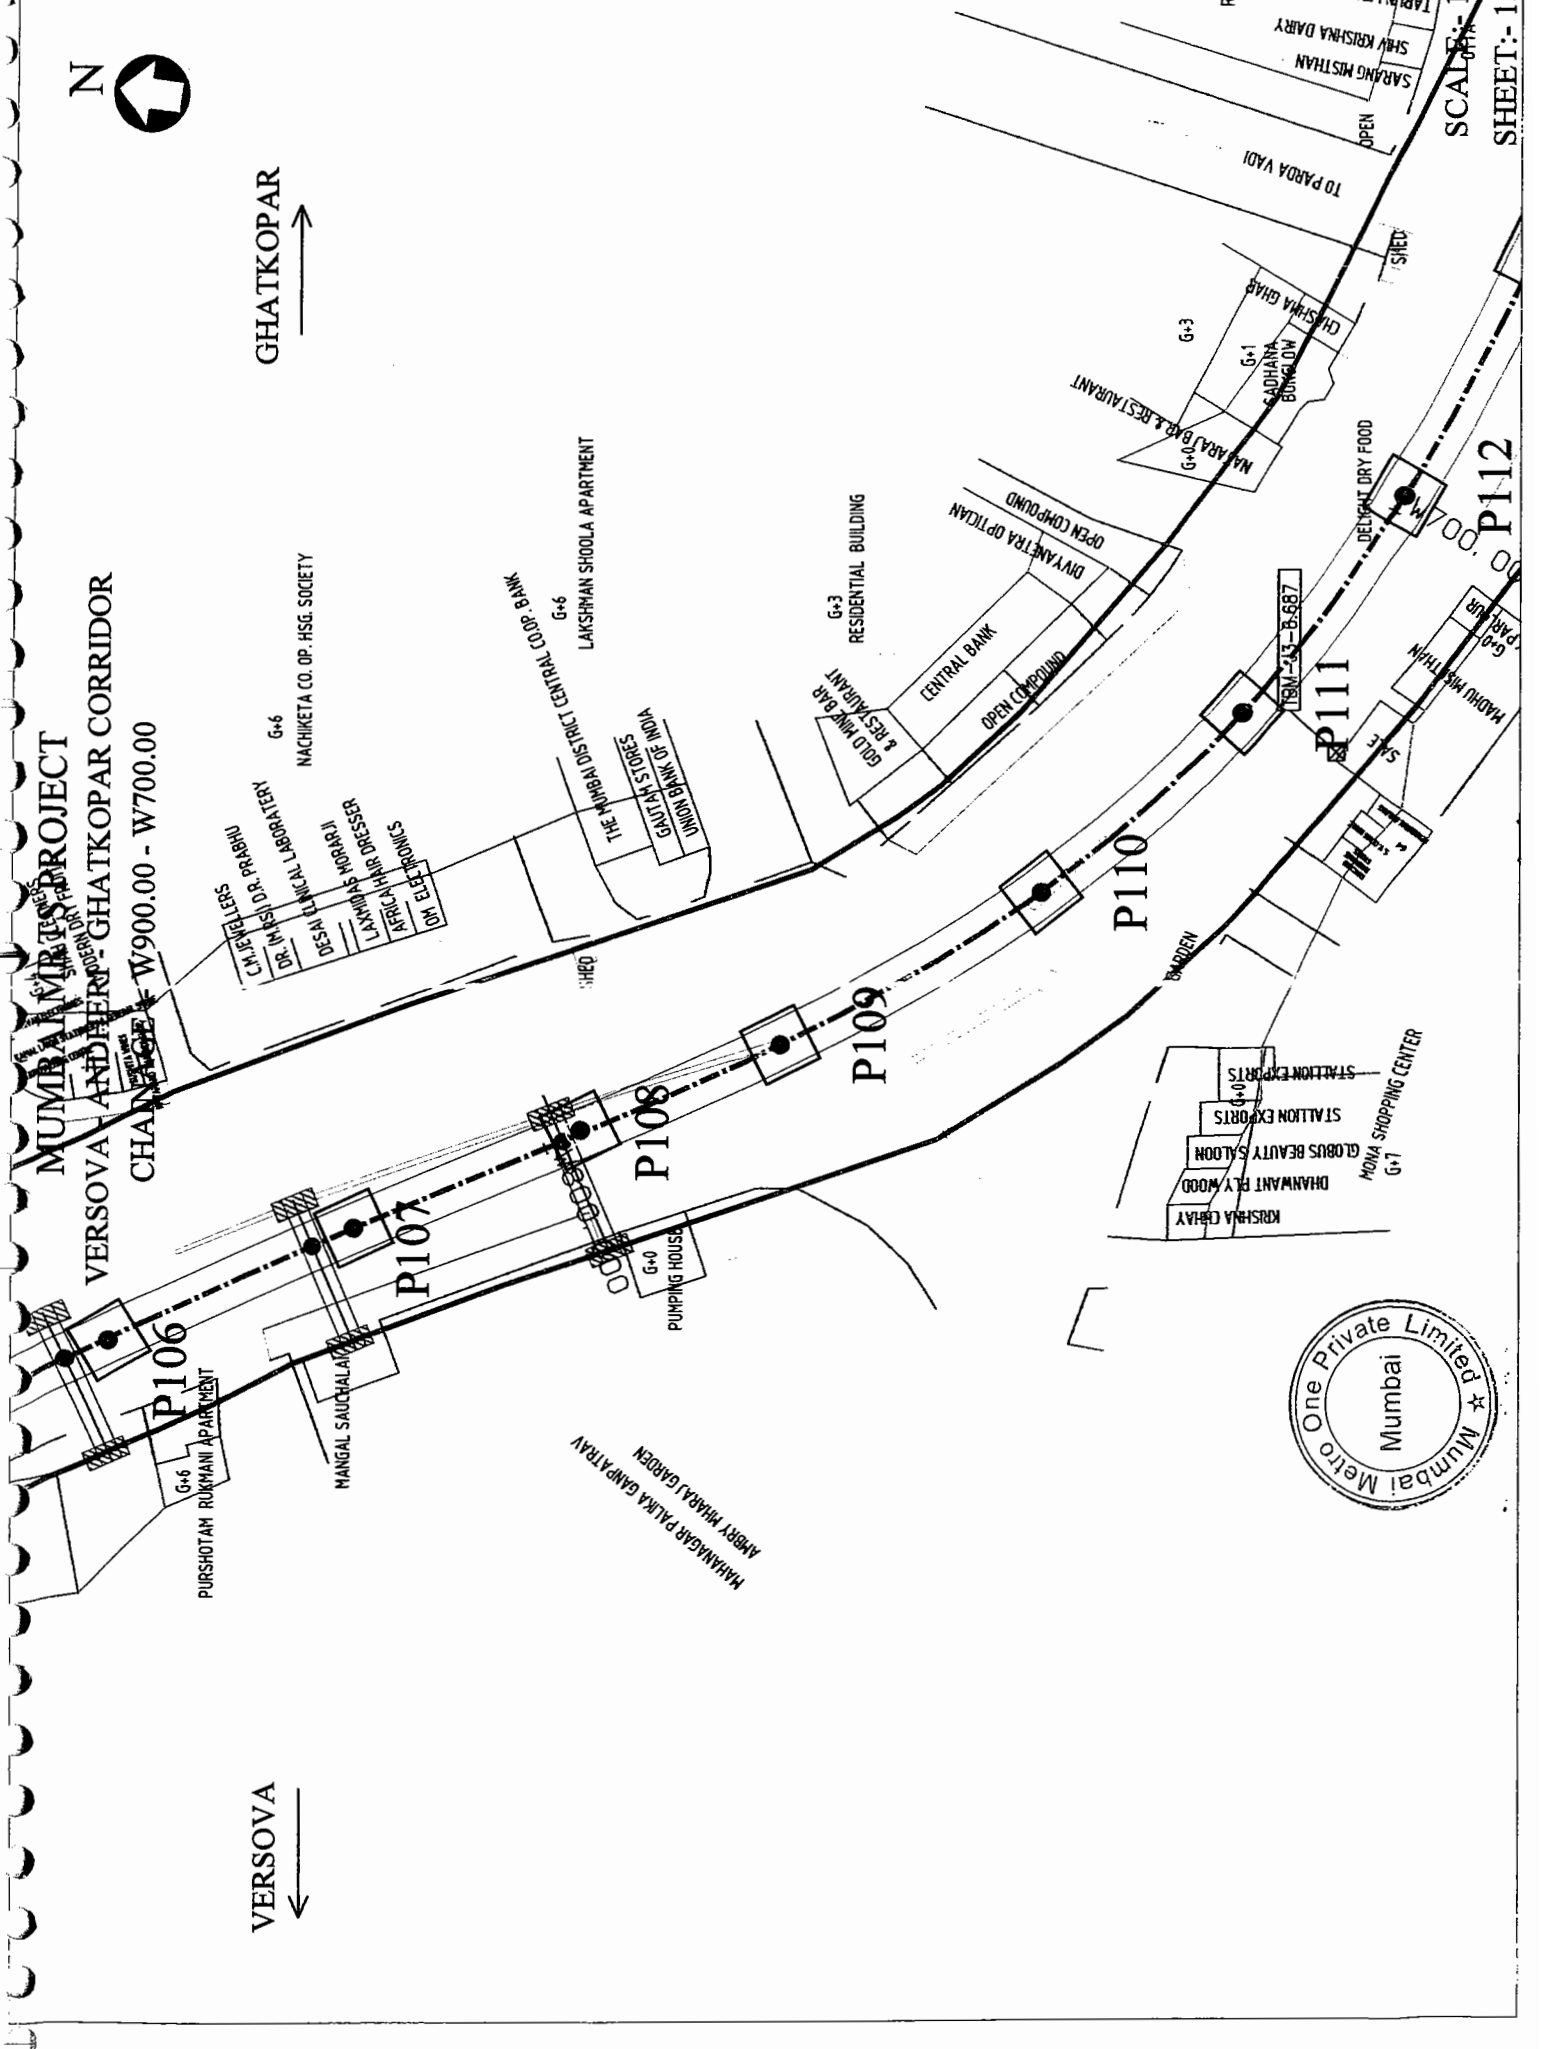 MUMBAI MRTS PROJECT
VERSOVA - ANDHERI - GHATKOPAR CORRIDOR
CHAINAGE - W900.00 - W700.00
N
GHATKOPAR
VERSOVA
C.M.JEWELLERS
DR. (MRS.) D.R. PRABHU
DESAI CLINICAL LABORATERY
LAXMIDAS MORARJI
AFRICA HAIR DRESSER
OM ELECTRONICS
G+6
NACHIKETA CO. OP. HSG. SOCIETY
THE MUMBAI DISTRICT CENTRAL CO.OP. BANK
GAUTAM STORES
UNION BANK OF INDIA
G+6
LAKSHMAN SHOOLA APARTMENT
SHED
GOLD MINE BAR
& RESTAURANT
G+3
RESIDENTIAL BUILDING
CENTRAL BANK
OPEN COMPOUND
DIVYANETRA OPTICIAN
OPEN COMPOUND
NAGARAJ BAR & RESTAURANT
G+0
G+3
G+1
SADHANA
BUNGLOW
CHASHMA GHAR
SHED
TO PARDA VADI
OPEN
SARANG MISTHAN
SHIV KRISHNA DAIRY
SCALE:- 1
SHEET:- 1
P106
P107
P108
P109
P110
P111
P112
PURSHOTAM RUKMANI APARTMENT
G+6
MANGAL SAUCHALAI
G+0
PUMPING HOUSE
MAHANAGAR PALIKA GANPATRAV
AMBRY MHARAJ GARDEN
GARDEN
DELIGHT DRY FOOD
MADHU MISTHAN
G+0
SALE
STALLION EXPORTS
G+0
STALLION EXPORTS
GLOBUS BEAUTY SALOON
DHANWANT PLY WOOD
KRISHNA CHHAY
MONA SHOPPING CENTER
G+7
Mumbai Metro One Private Limited
Mumbai